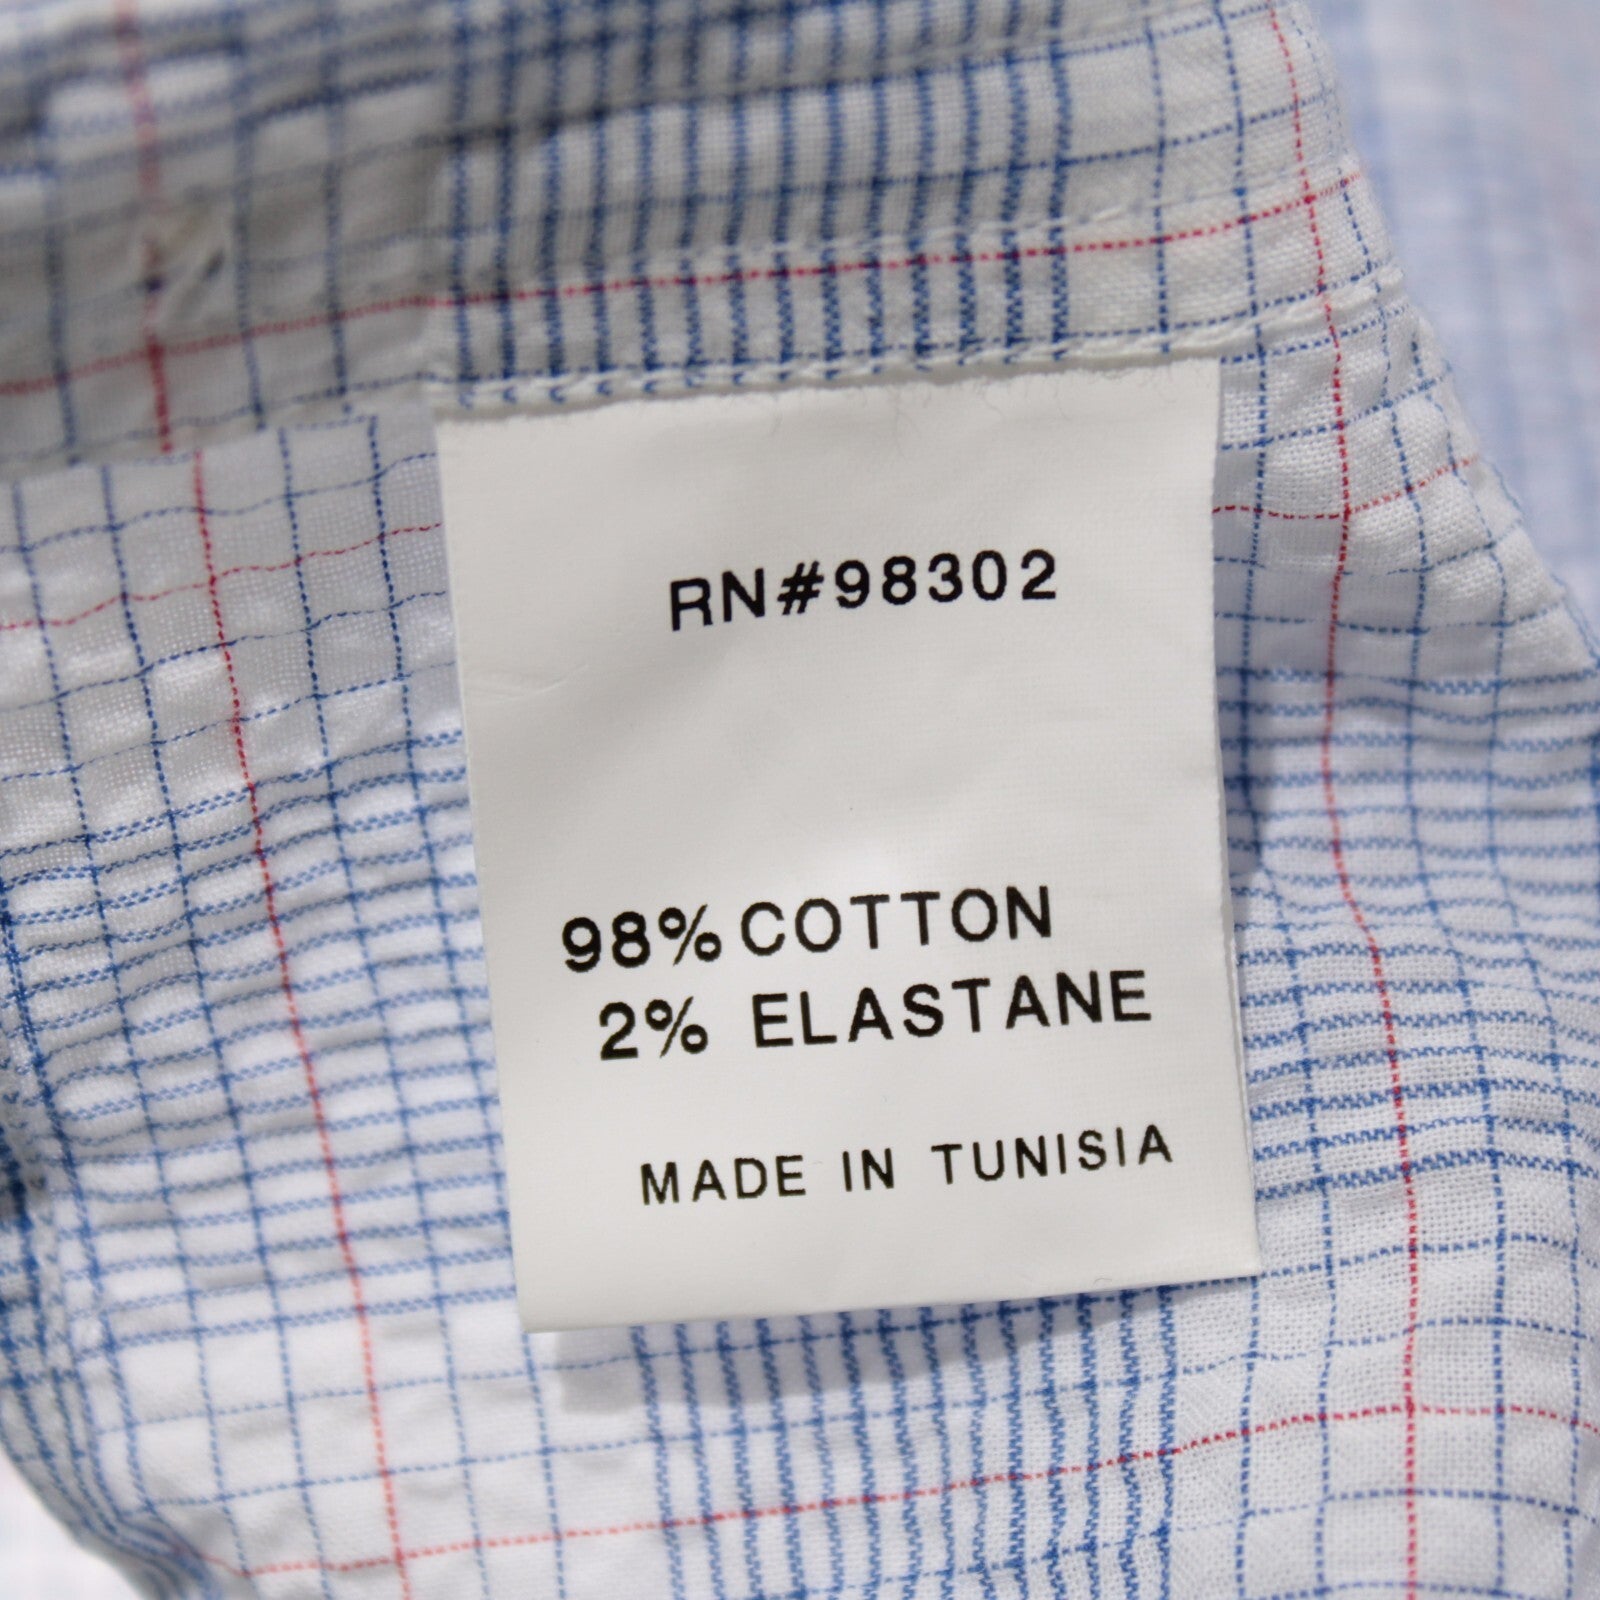 RN#98302
98% COTTON
2% ELASTANE
MADE IN TUNISIA